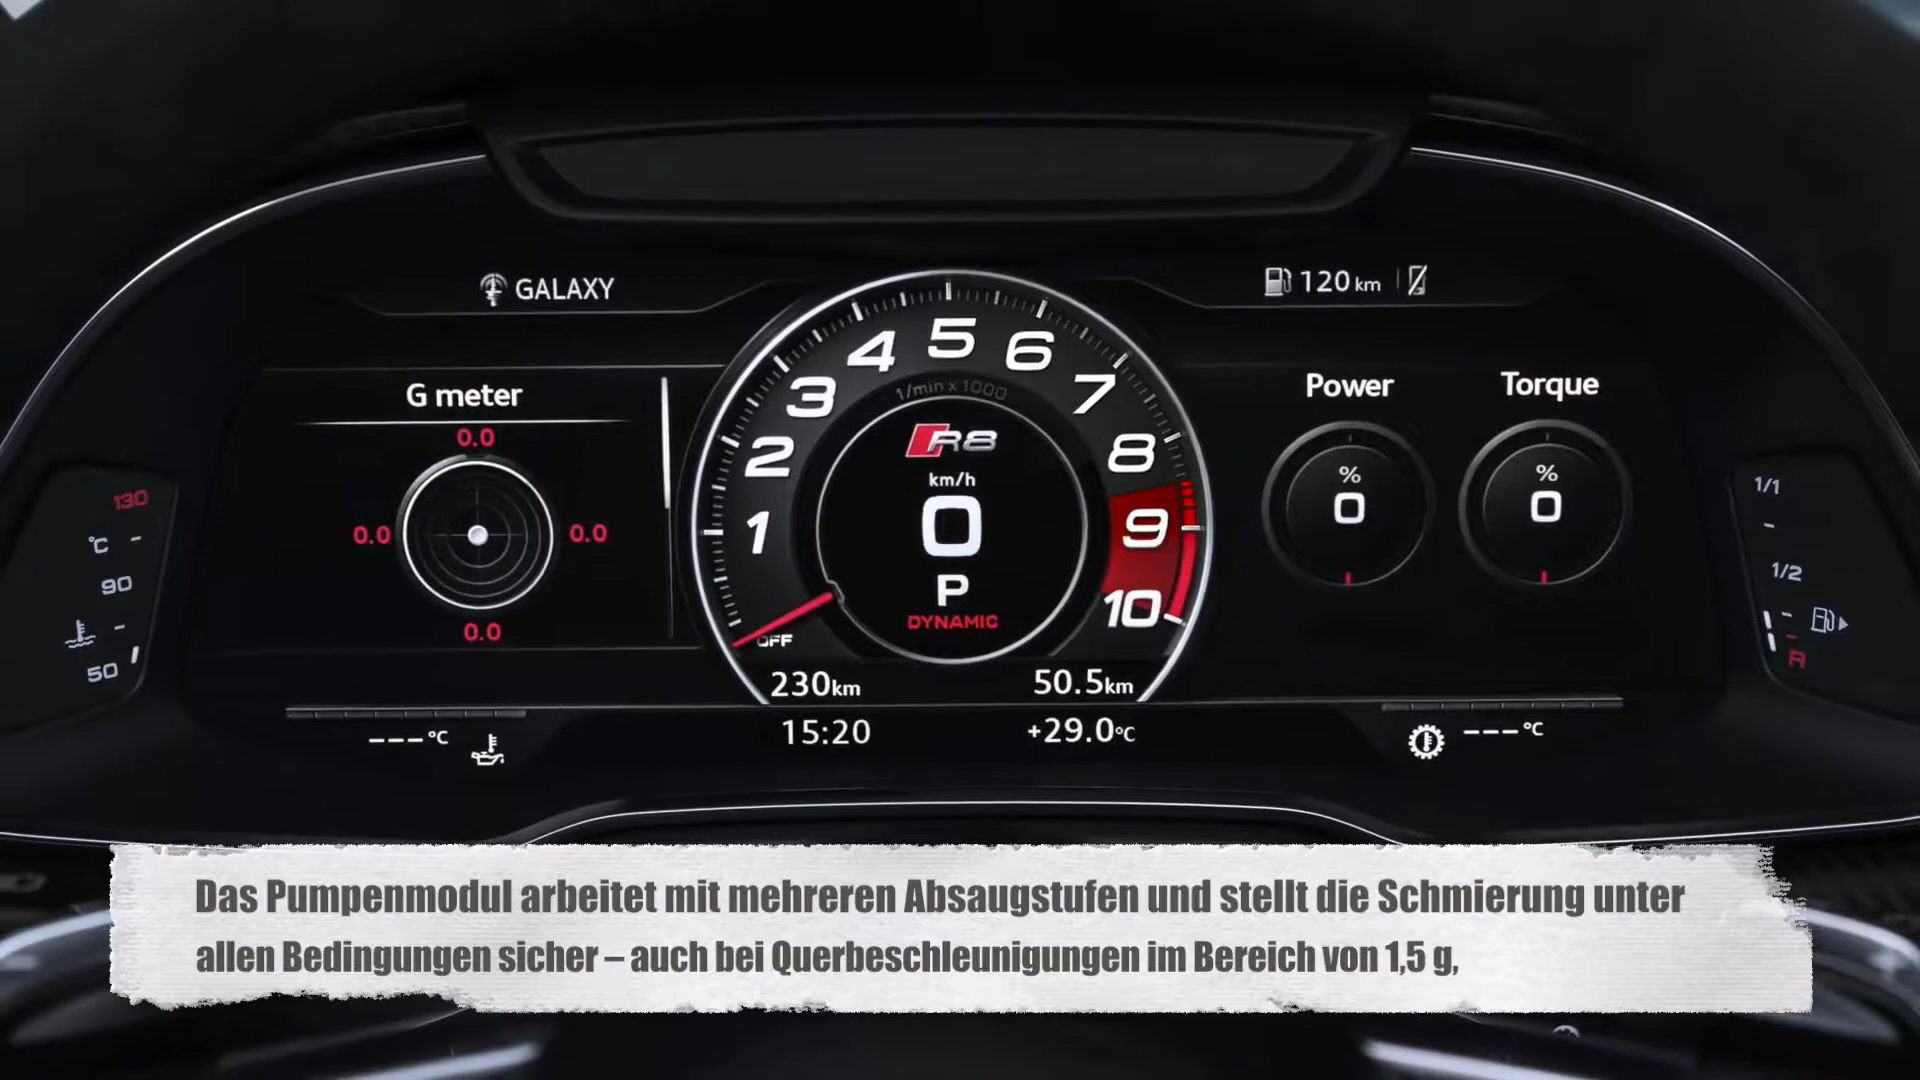 GALAXY
120 km
G meter
0.0
0.0
0.0
0.0
130
°C
90
50
1
2
3
4
5
6
7
8
9
10
1/min x 1000
R8
km/h
0
P
DYNAMIC
OFF
230km
50.5km
15:20
+29.0°C
Power
%
0
Torque
%
0
1/1
1/2
R
---°C
---°C
Das Pumpenmodul arbeitet mit mehreren Absaugstufen und stellt die Schmierung unter
allen Bedingungen sicher – auch bei Querbeschleunigungen im Bereich von 1,5 g,